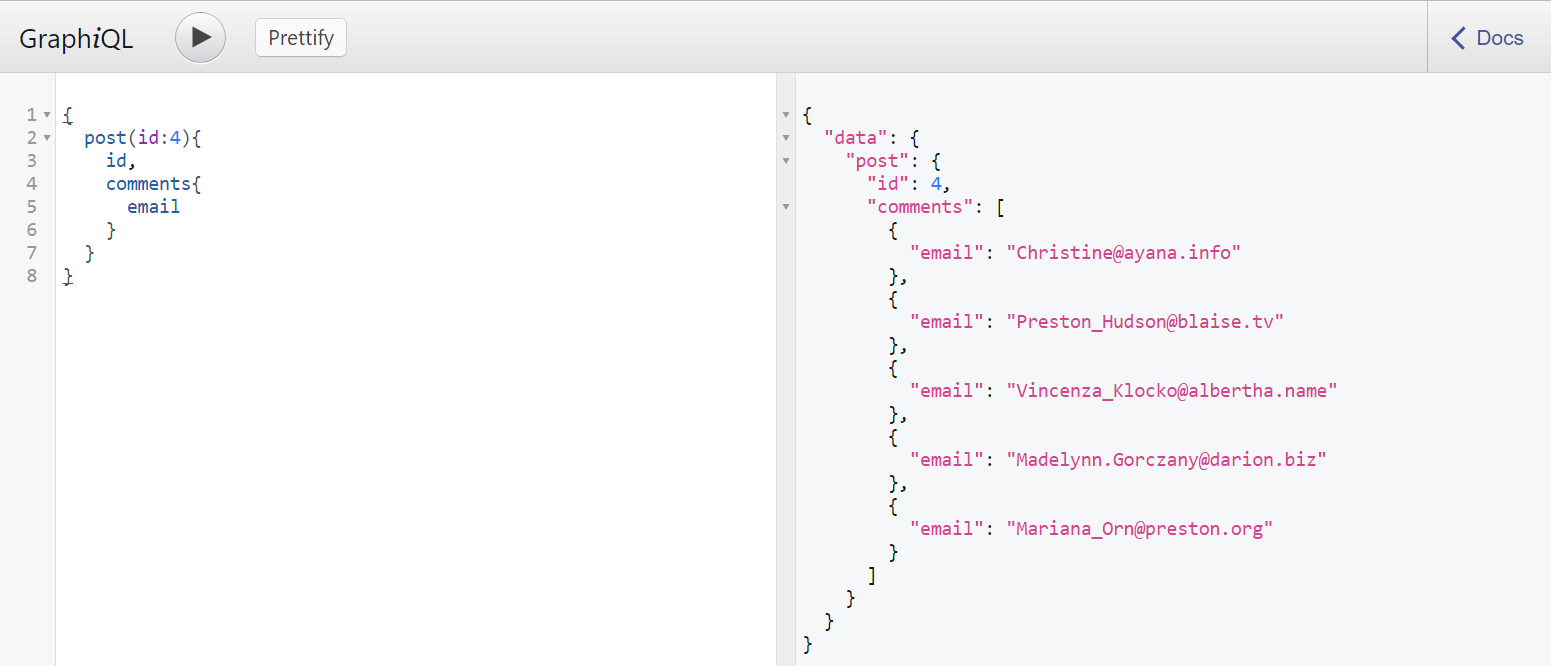 GraphiQL Prettify Docs
1 {
2 post(id:4){
3 id,
4 comments{
5 email
6 }
7 }
8 }
{
"data": {
"post": {
"id": 4,
"comments": [
{
"email": "Christine@ayana.info"
},
{
"email": "Preston_Hudson@blaise.tv"
},
{
"email": "Vincenza_Klocko@albertha.name"
},
{
"email": "Madelynn.Gorczany@darion.biz"
},
{
"email": "Mariana_Orn@preston.org"
}
]
}
}
}